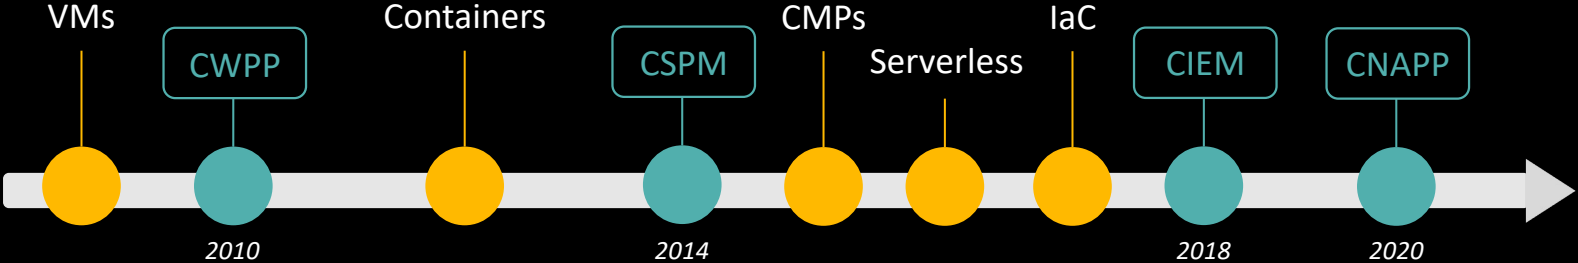 VMs
Containers
CMPs
IaC
CWPP
CSPM
Serverless
CIEM
CNAPP
2010
2014
2018
2020